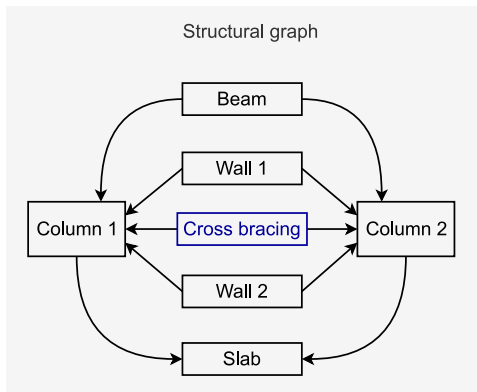 Structural graph
Beam
Wall 1
Column 1
Cross bracing
Column 2
Wall 2
Slab